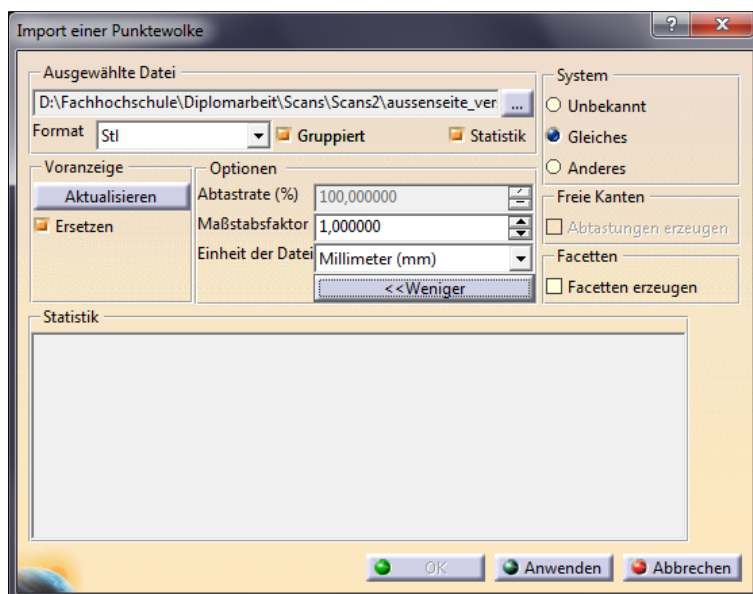 Import einer Punktewolke
Ausgewählte Datei
D:\Fachhochschule\Diplomarbeit\Scans\Scans2\aussenseite_ver
...
Format
Stl
Gruppiert
Statistik
System
Unbekannt
Gleiches
Anderes
Voranzeige
Aktualisieren
Ersetzen
Optionen
Abtastrate (%)
100,000000
Maßstabsfaktor
1,000000
Einheit der Datei
Millimeter (mm)
<<Weniger
Freie Kanten
Abtastungen erzeugen
Facetten
Facetten erzeugen
Statistik
OK
Anwenden
Abbrechen